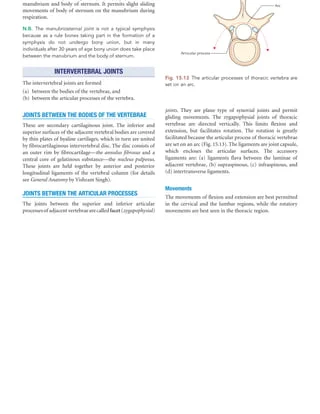 manubrium and body of sternum. It permits slight sliding
movements of body of sternum on the manubrium during
respiration.
N.B. The manubriosternal joint is not a typical symphysis
because as a rule bones taking part in the formation of a
symphysis do not undergo bony union, but in many
individuals after 30 years of age bony union does take place
between the manubrium and the body of sternum.
INTERVERTEBRAL JOINTS
The intervertebral joints are formed
(a) between the bodies of the vertebrae, and
(b) between the articular processes of the vertebra.
JOINTS BETWEEN THE BODIES OF THE VERTEBRAE
These are secondary cartilaginous joint. The inferior and
superior surfaces of the adjacent vertebral bodies are covered
by thin plates of hyaline cartilages, which in turn are united
by fibrocartilaginous intervertebral disc. The disc consists of
an outer rim by fibrocartilage—the annulus fibrosus and a
central core of gelatinous substance—the nucleus pulposus.
These joints are held together by anterior and posterior
longitudinal ligaments of the vertebral column (for details
see General Anatomy by Vishram Singh).
JOINTS BETWEEN THE ARTICULAR PROCESSES
The joints between the superior and inferior articular
processes of adjacent vertebrae are called facet (zygapophysial)
Arc
Articular process
Fig. 15.13 The articular processes of thoracic vertebra are
set on an arc.
joints. They are plane type of synovial joints and permit
gliding movements. The zygapophysial joints of thoracic
vertebrae are directed vertically. This limits flexion and
extension, but facilitates rotation. The rotation is greatly
facilitated because the articular process of thoracic vertebrae
are set on an arc (Fig. 15.13). The ligaments are joint capsule,
which encloses the articular surfaces. The accessory
ligaments are: (a) ligaments flava between the laminae of
adjacent vertebrae, (b) supraspinous, (c) infraspinous, and
(d) intertransverse ligaments.
Movements
The movements of flexion and extension are best permitted
in the cervical and the lumbar regions, while the rotatory
movements are best seen in the thoracic region.